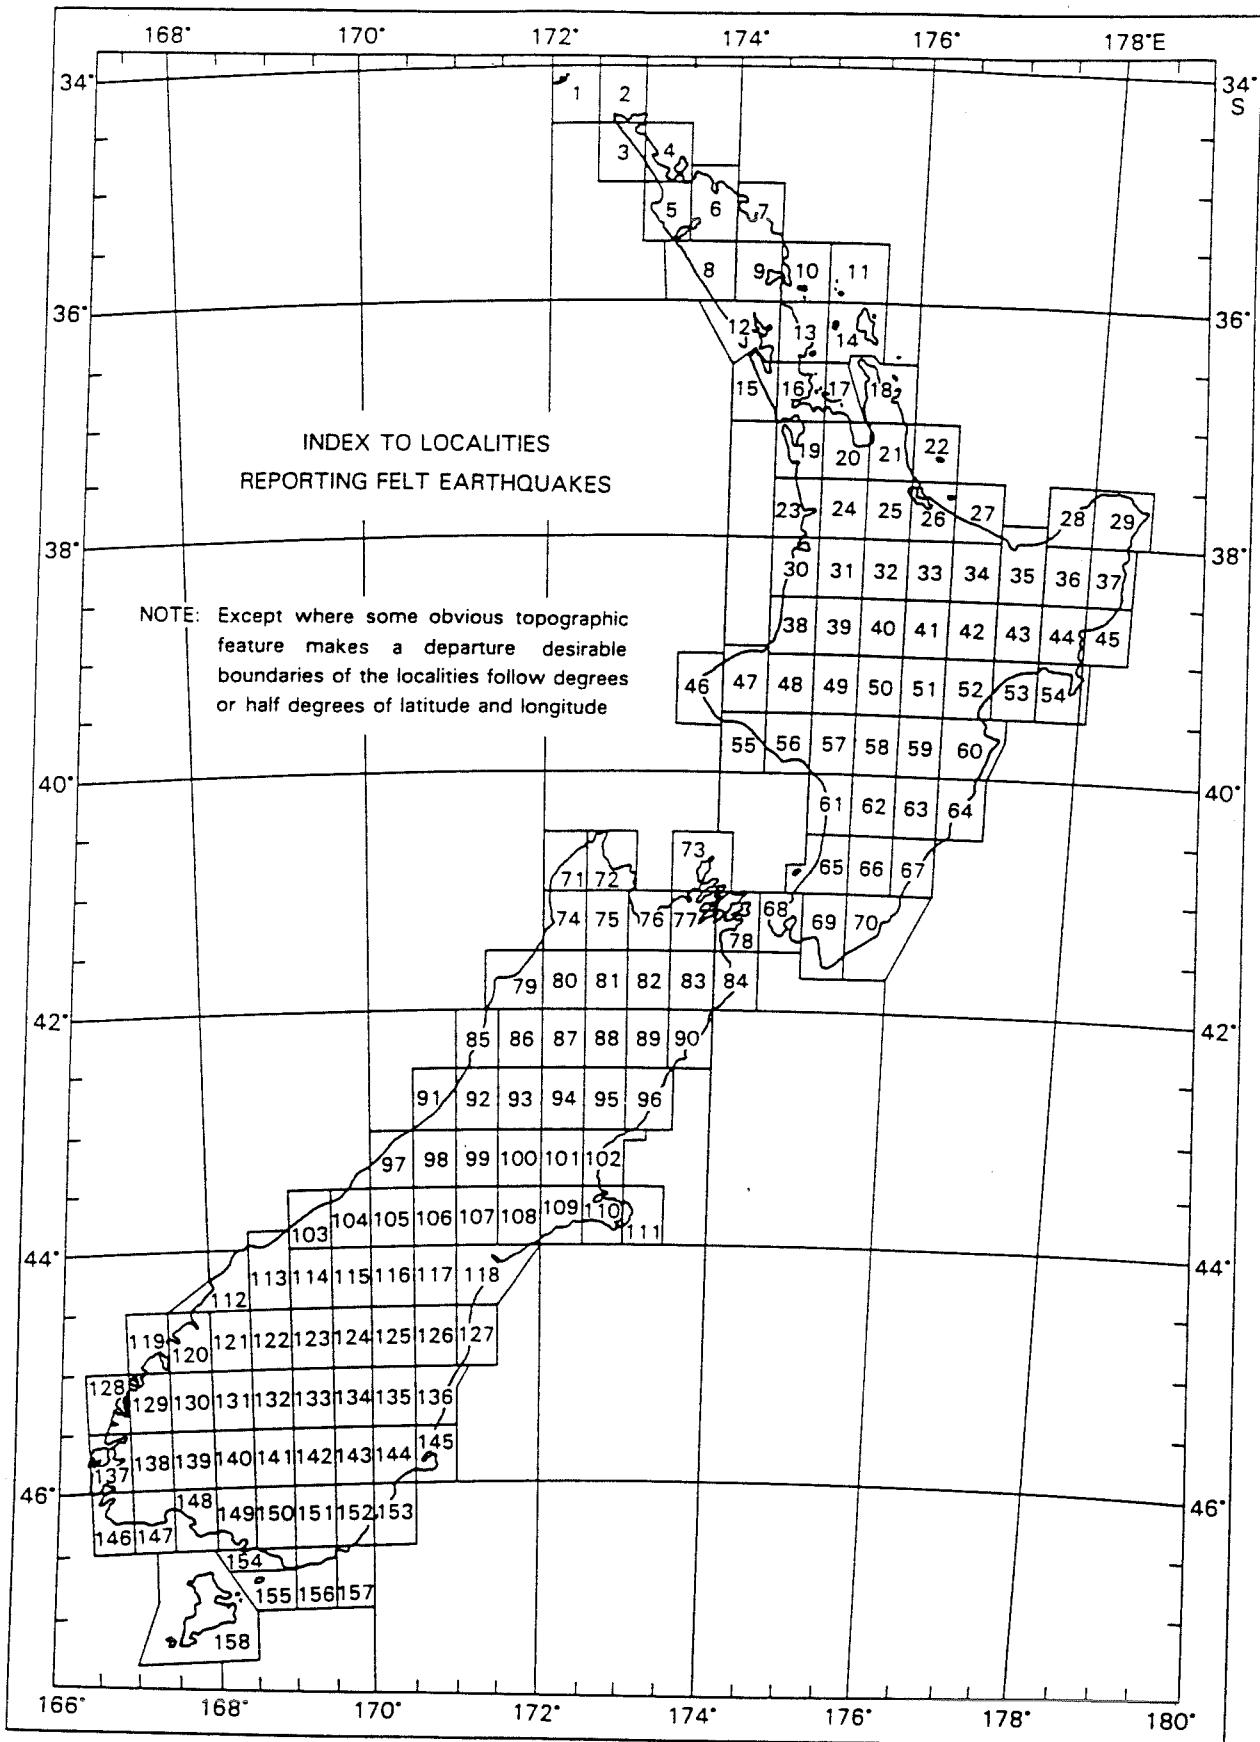 168° 170° 172° 174° 176° 178°E
34° 34°
S
1 2
3 4
5 6 7
8 9 10 11
36° 36°
12 13 14
15 16 17 18
INDEX TO LOCALITIES
REPORTING FELT EARTHQUAKES
19 20 21 22
23 24 25 26 27 28 29
38° 38°
30 31 32 33 34 35 36 37
NOTE: Except where some obvious topographic
feature makes a departure desirable
boundaries of the localities follow degrees
or half degrees of latitude and longitude
38 39 40 41 42 43 44 45
46 47 48 49 50 51 52 53 54
55 56 57 58 59 60
40° 40°
61 62 63 64
65 66 67
71 72 73
74 75 76 77 78 68 69 70
79 80 81 82 83 84
42° 42°
85 86 87 88 89 90
91 92 93 94 95 96
97 98 99 100 101 102
103 104 105 106 107 108 109 110 111
44° 44°
112 113 114 115 116 117 118
119 120 121 122 123 124 125 126 127
128 129 130 131 132 133 134 135 136
137 138 139 140 141 142 143 144 145
46° 46°
146 147 148 149 150 151 152 153
154
155 156 157
158
166° 168° 170° 172° 174° 176° 178° 180°